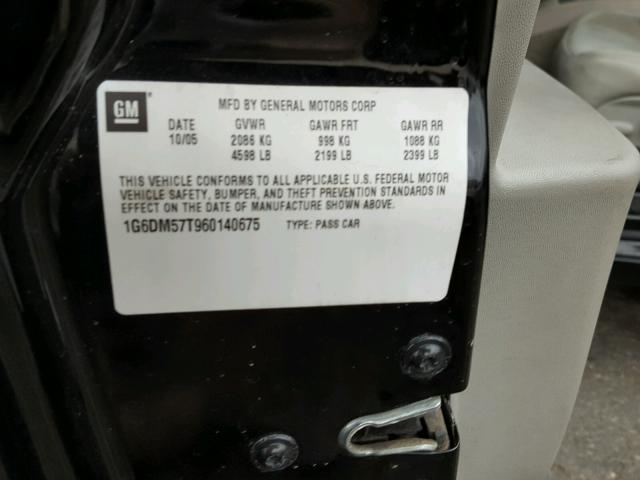 GM
MFD BY GENERAL MOTORS CORP
DATE GVWR GAWR FRT GAWR RR
10/05 2086 KG 998 KG 1088 KG
4598 LB 2199 LB 2399 LB
THIS VEHICLE CONFORMS TO ALL APPLICABLE U.S. FEDERAL MOTOR
VEHICLE SAFETY, BUMPER, AND THEFT PREVENTION STANDARDS IN
EFFECT ON THE DATE OF MANUFACTURE SHOWN ABOVE.
1G6DM57T960140675 TYPE: PASS CAR